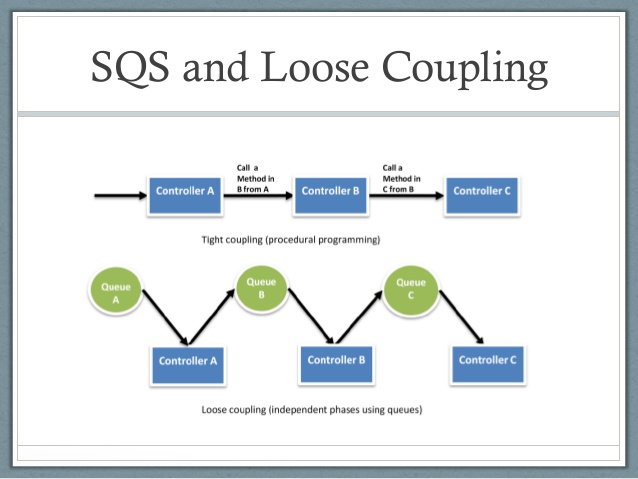 SQS and Loose Coupling
Call a
Method in
B from A
Call a
Method in
C from B
Controller A
Controller B
Controller C
Tight coupling (procedural programming)
Queue
A
Queue
B
Queue
C
Controller A
Controller B
Controller C
Loose coupling (independent phases using queues)